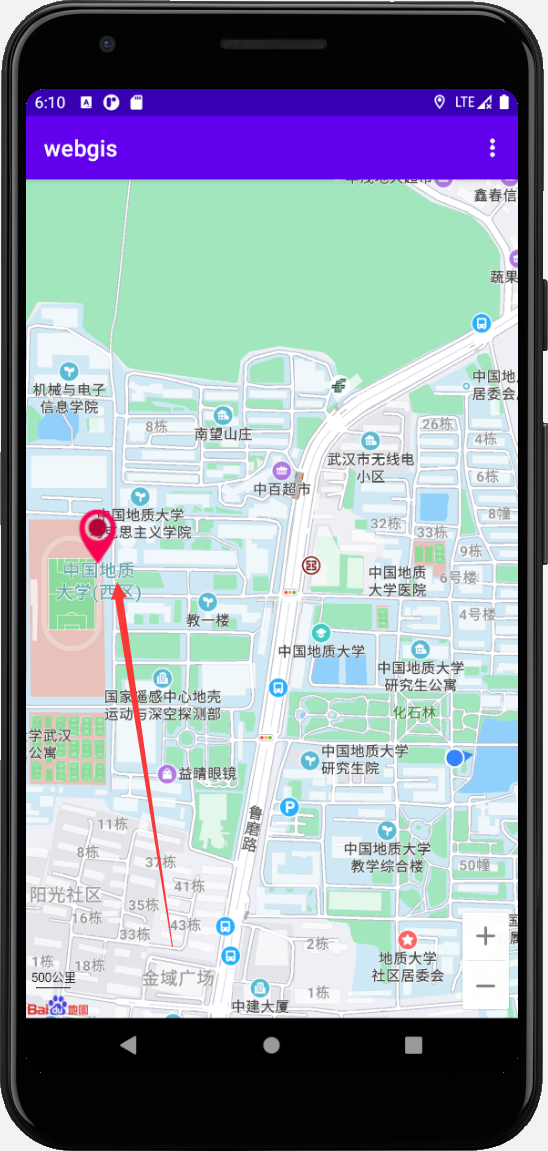 6:10
LTE
webgis
鑫春信
蔬果
机械与电子
信息学院
中国地
居委会
8栋
南望山庄
26栋
4栋
武汉市无线电
小区
6栋
中百超市
8幢
中国地质大学
克思主义学院
32栋
33栋
9栋
中国地质
大学(西区)
中国地质
大学医院
6号楼
4号楼
教一楼
中国地质大学
中国地质大学
研究生公寓
国家遥感中心地壳
运动与深空探测部
化石林
学武汉
公寓
益晴眼镜
中国地质大学
研究生院
P
鲁磨路
11栋
8栋
37栋
中国地质大学
教学综合楼
50幢
41栋
阳光社区
35栋
16栋
43栋
33栋
2栋
地质大学
社区居委会
+
1栋
18栋
500公里
金域广场
1栋
−
中建大厦
Bai du 地图